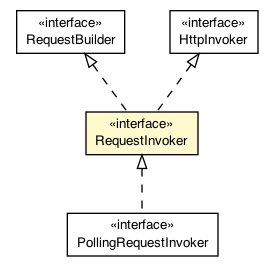 «interface»
RequestBuilder
«interface»
HttpInvoker
«interface»
RequestInvoker
«interface»
PollingRequestInvoker